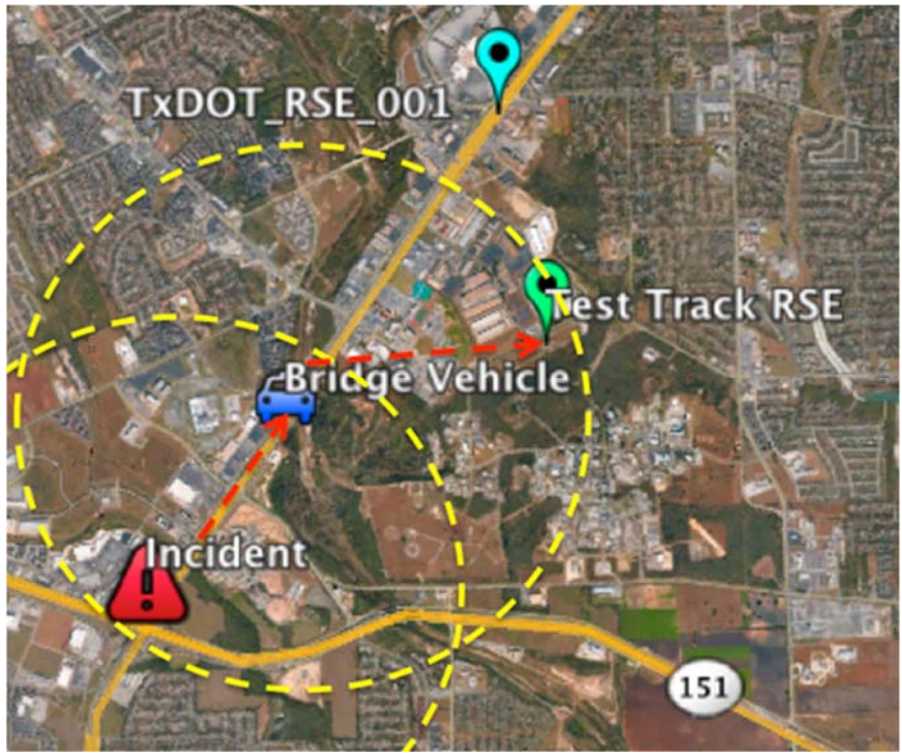 TxDOT_RSE_001
Test Track RSE
Bridge Vehicle
Incident
151